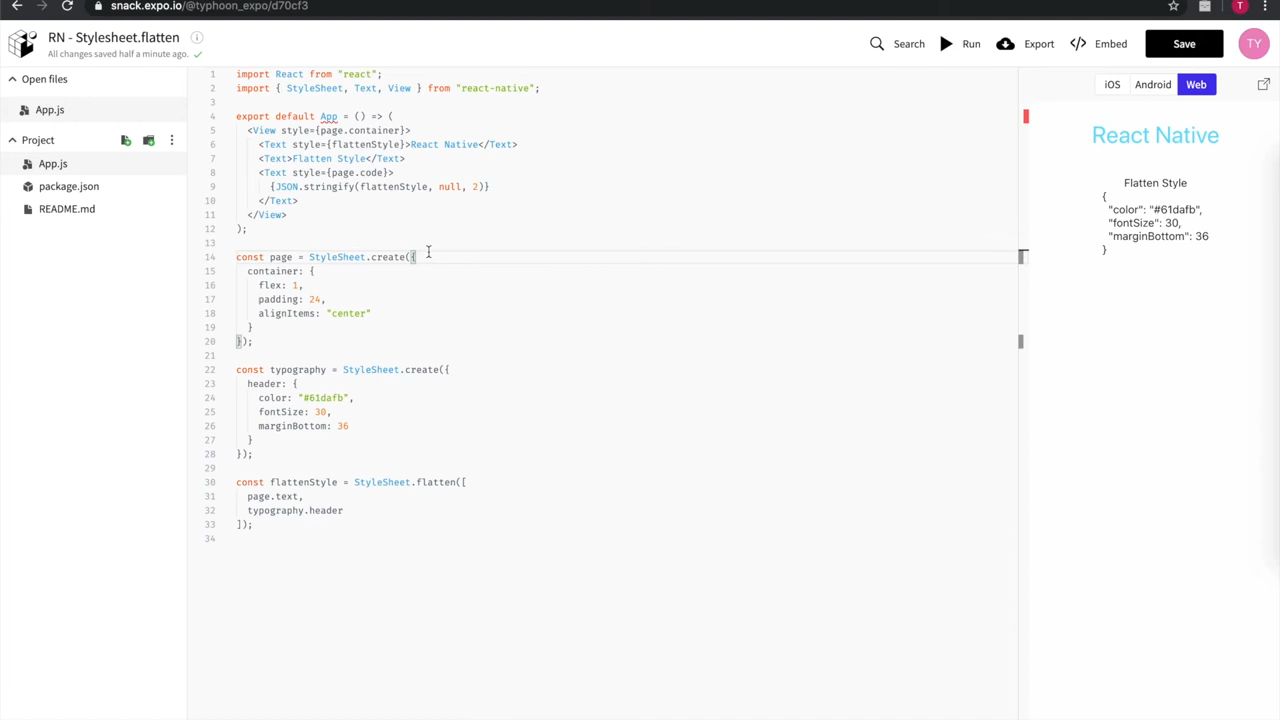 snack.expo.io/@typhoon_expo/d70cf3
T
RN - Stylesheet.flatten
All changes saved half a minute ago.
Search
Run
Export
Embed
Save
TY
Open files
App.js
Project
App.js
package.json
README.md
1 import React from "react";
2 import { StyleSheet, Text, View } from "react-native";
3
4 export default App = () => (
5 <View style={page.container}>
6 <Text style={flattenStyle}>React Native</Text>
7 <Text>Flatten Style</Text>
8 <Text style={page.code}>
9 {JSON.stringify(flattenStyle, null, 2)}
10 </Text>
11 </View>
12 );
13
14 const page = StyleSheet.create({
15 container: {
16 flex: 1,
17 padding: 24,
18 alignItems: "center"
19 }
20 });
21
22 const typography = StyleSheet.create({
23 header: {
24 color: "#61dafb",
25 fontSize: 30,
26 marginBottom: 36
27 }
28 });
29
30 const flattenStyle = StyleSheet.flatten([
31 page.text,
32 typography.header
33 ]);
34
iOS
Android
Web
React Native
Flatten Style
{
"color": "#61dafb",
"fontSize": 30,
"marginBottom": 36
}